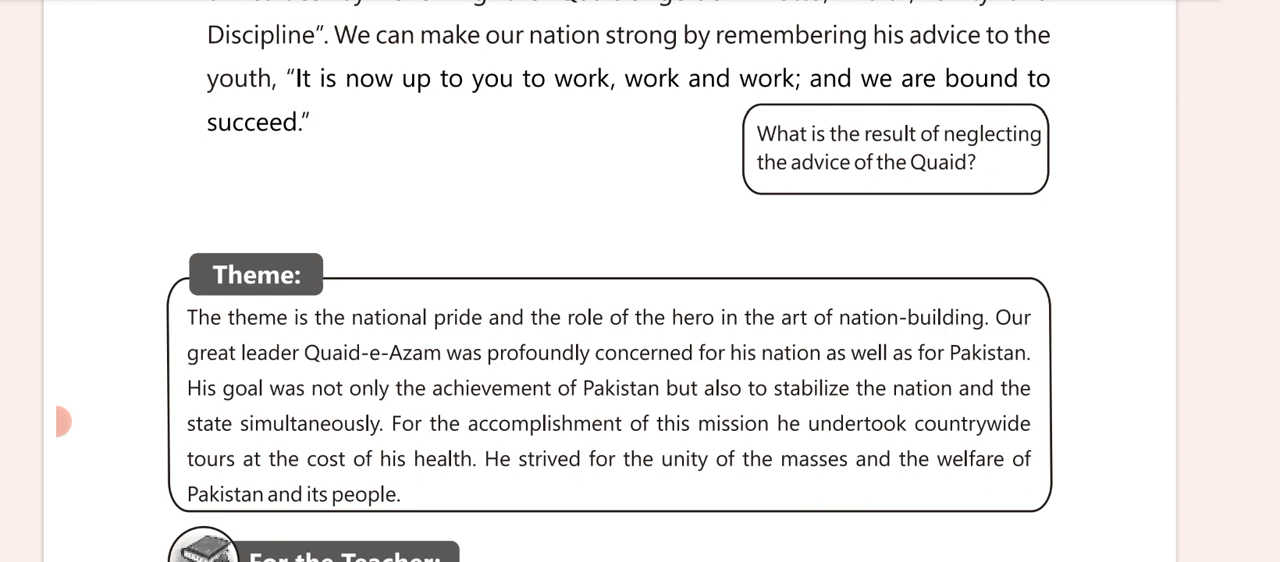 Discipline”. We can make our nation strong by remembering his advice to the
youth, “It is now up to you to work, work and work; and we are bound to
succeed.”
What is the result of neglecting
the advice of the Quaid?
Theme:
The theme is the national pride and the role of the hero in the art of nation-building. Our
great leader Quaid-e-Azam was profoundly concerned for his nation as well as for Pakistan.
His goal was not only the achievement of Pakistan but also to stabilize the nation and the
state simultaneously. For the accomplishment of this mission he undertook countrywide
tours at the cost of his health. He strived for the unity of the masses and the welfare of
Pakistan and its people.
For the Teacher: